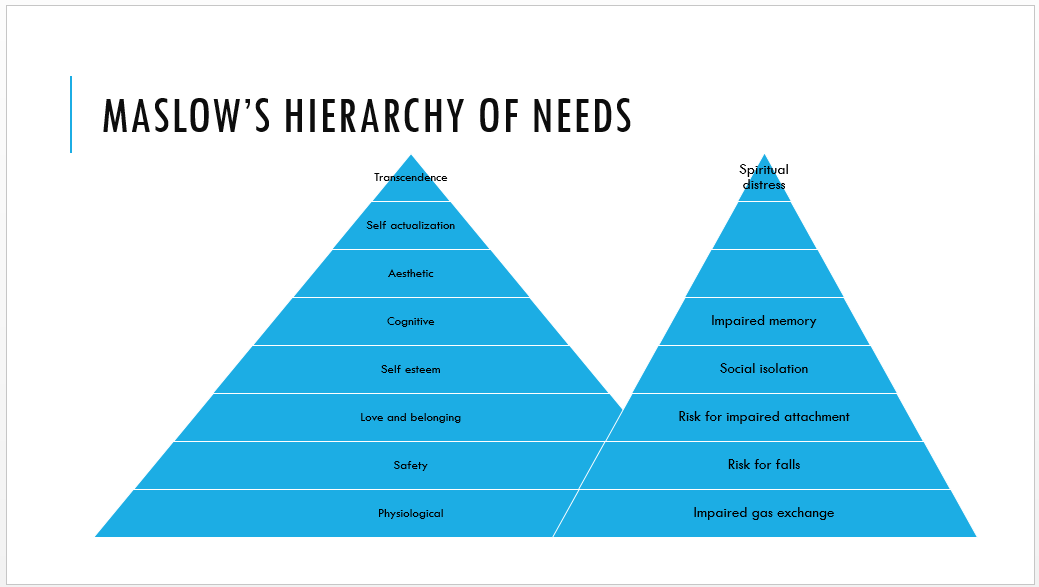 MASLOW'S HIERARCHY OF NEEDS
Transcendence
Self actualization
Aesthetic
Cognitive
Self esteem
Love and belonging
Safety
Physiological
Spiritual
distress
Impaired memory
Social isolation
Risk for impaired attachment
Risk for falls
Impaired gas exchange